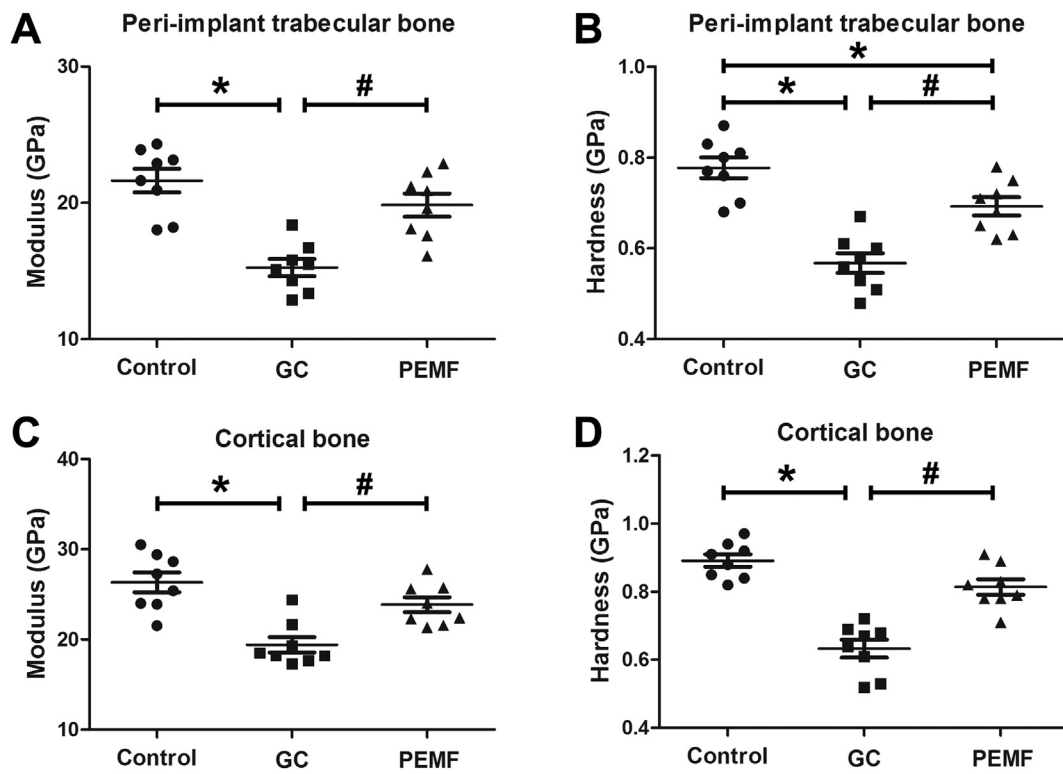 A
Peri-implant trabecular bone
Modulus (GPa)
30
20
10
*
#
Control
GC
PEMF
B
Peri-implant trabecular bone
Hardness (GPa)
1.0
0.8
0.6
0.4
*
*
#
Control
GC
PEMF
C
Cortical bone
Modulus (GPa)
40
30
20
10
*
#
Control
GC
PEMF
D
Cortical bone
Hardness (GPa)
1.2
1.0
0.8
0.6
0.4
*
#
Control
GC
PEMF